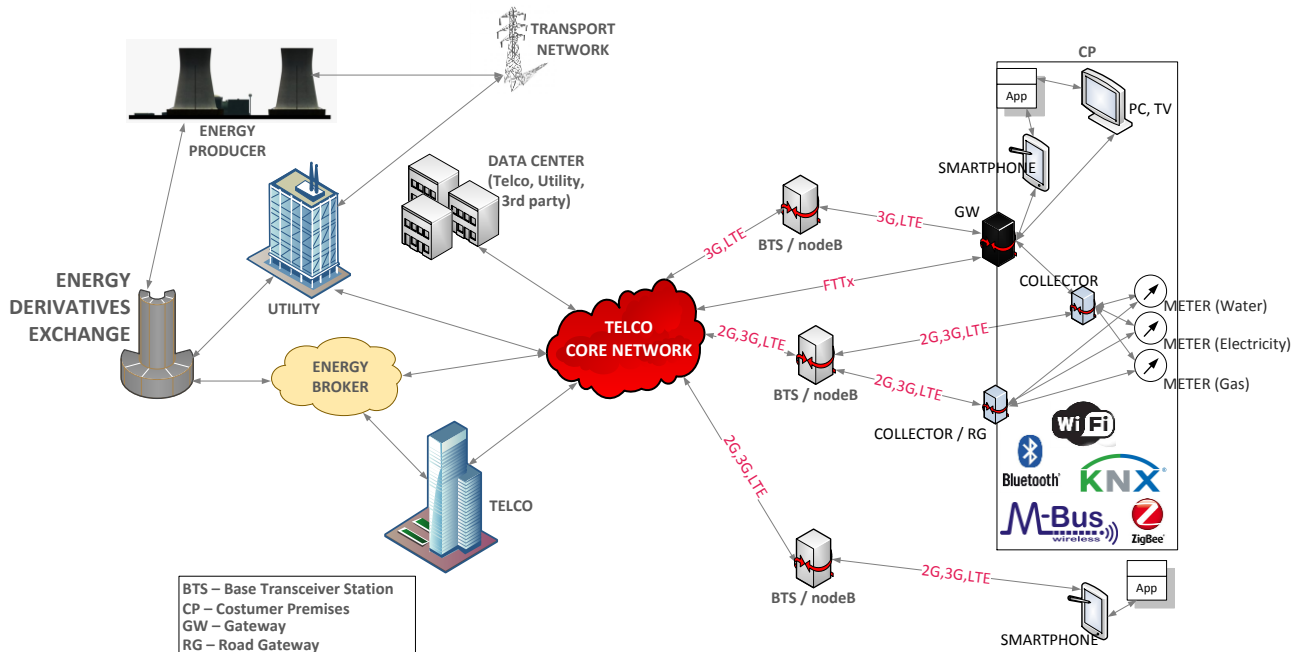 TRANSPORT
NETWORK
CP
App
PC, TV
ENERGY
PRODUCER
SMARTPHONE
DATA CENTER
(Telco, Utility,
3rd party)
GW
3G,LTE
BTS / nodeB
3G,LTE
FTTx
ENERGY
DERIVATIVES
EXCHANGE
UTILITY
COLLECTOR
METER (Water)
TELCO
CORE NETWORK
2G,3G,LTE
2G,3G,LTE
METER (Electricity)
ENERGY
BROKER
BTS / nodeB
2G,3G,LTE
METER (Gas)
COLLECTOR / RG
Wi Fi
2G,3G,LTE
Bluetooth®
KNX®
TELCO
M-Bus
wireless
Z
ZigBee®
BTS / nodeB
2G,3G,LTE
App
SMARTPHONE
BTS – Base Transceiver Station
CP – Costumer Premises
GW – Gateway
RG – Road Gateway